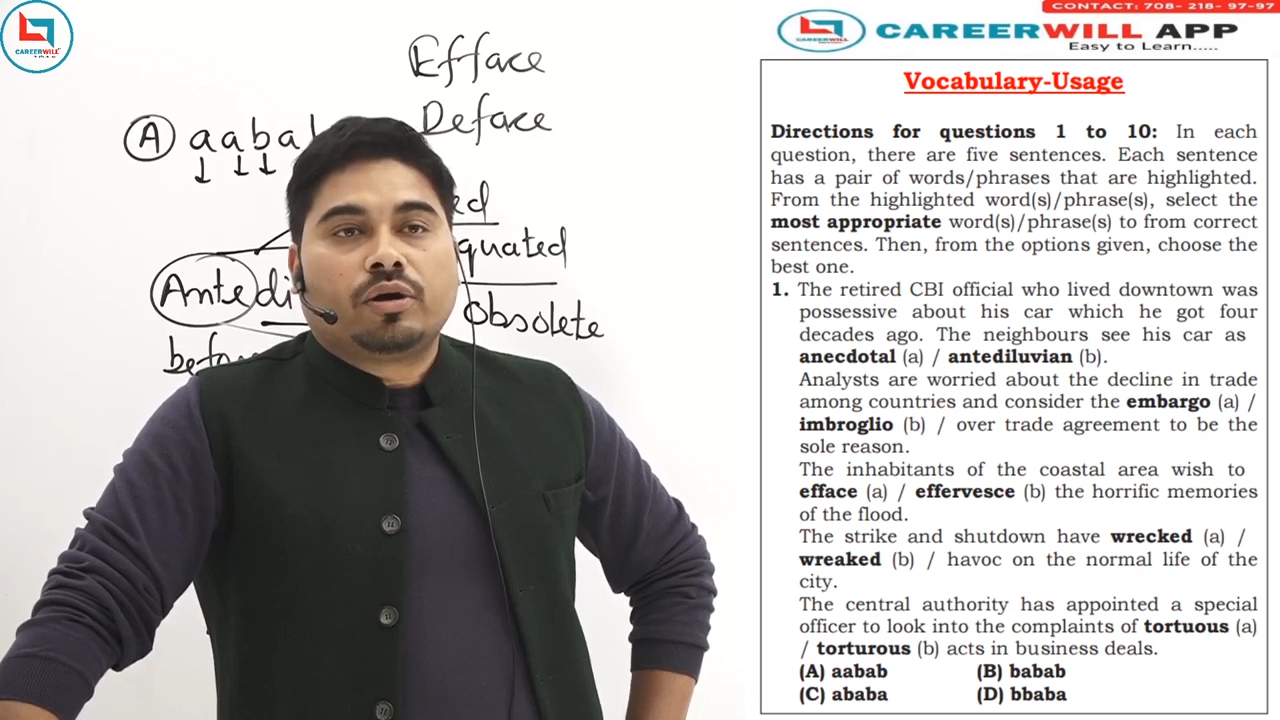 CAREERWILL
Efface
Deface
A aaba
ed
quated
Antedi
obsolete
CONTACT: 708- 218- 97-97
CAREERWILL APP
Easy to Learn.....
Vocabulary-Usage
Directions for questions 1 to 10: In each
question, there are five sentences. Each sentence
has a pair of words/phrases that are highlighted.
From the highlighted word(s)/phrase(s), select the
most appropriate word(s)/phrase(s) to from correct
sentences. Then, from the options given, choose the
best one.
1. The retired CBI official who lived downtown was
possessive about his car which he got four
decades ago. The neighbours see his car as
anecdotal (a) / antediluvian (b).
Analysts are worried about the decline in trade
among countries and consider the embargo (a) /
imbroglio (b) / over trade agreement to be the
sole reason.
The inhabitants of the coastal area wish to
efface (a) / effervesce (b) the horrific memories
of the flood.
The strike and shutdown have wrecked (a) /
wreaked (b) / havoc on the normal life of the
city.
The central authority has appointed a special
officer to look into the complaints of tortuous (a)
/ torturous (b) acts in business deals.
(A) aabab (B) babab
(C) ababa (D) bbaba